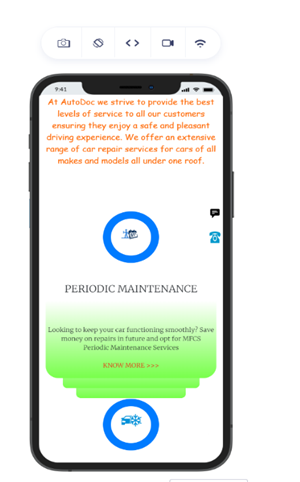 9:41
At AutoDoc we strive to provide the best
levels of service to all our customers
ensuring they enjoy a safe and pleasant
driving experience. We offer an extensive
range of car repair services for cars of all
makes and models all under one roof.
PERIODIC MAINTENANCE
Looking to keep your car functioning smoothly? Save
money on repairs in future and opt for MFCS
Periodic Maintenance Services
KNOW MORE >>>